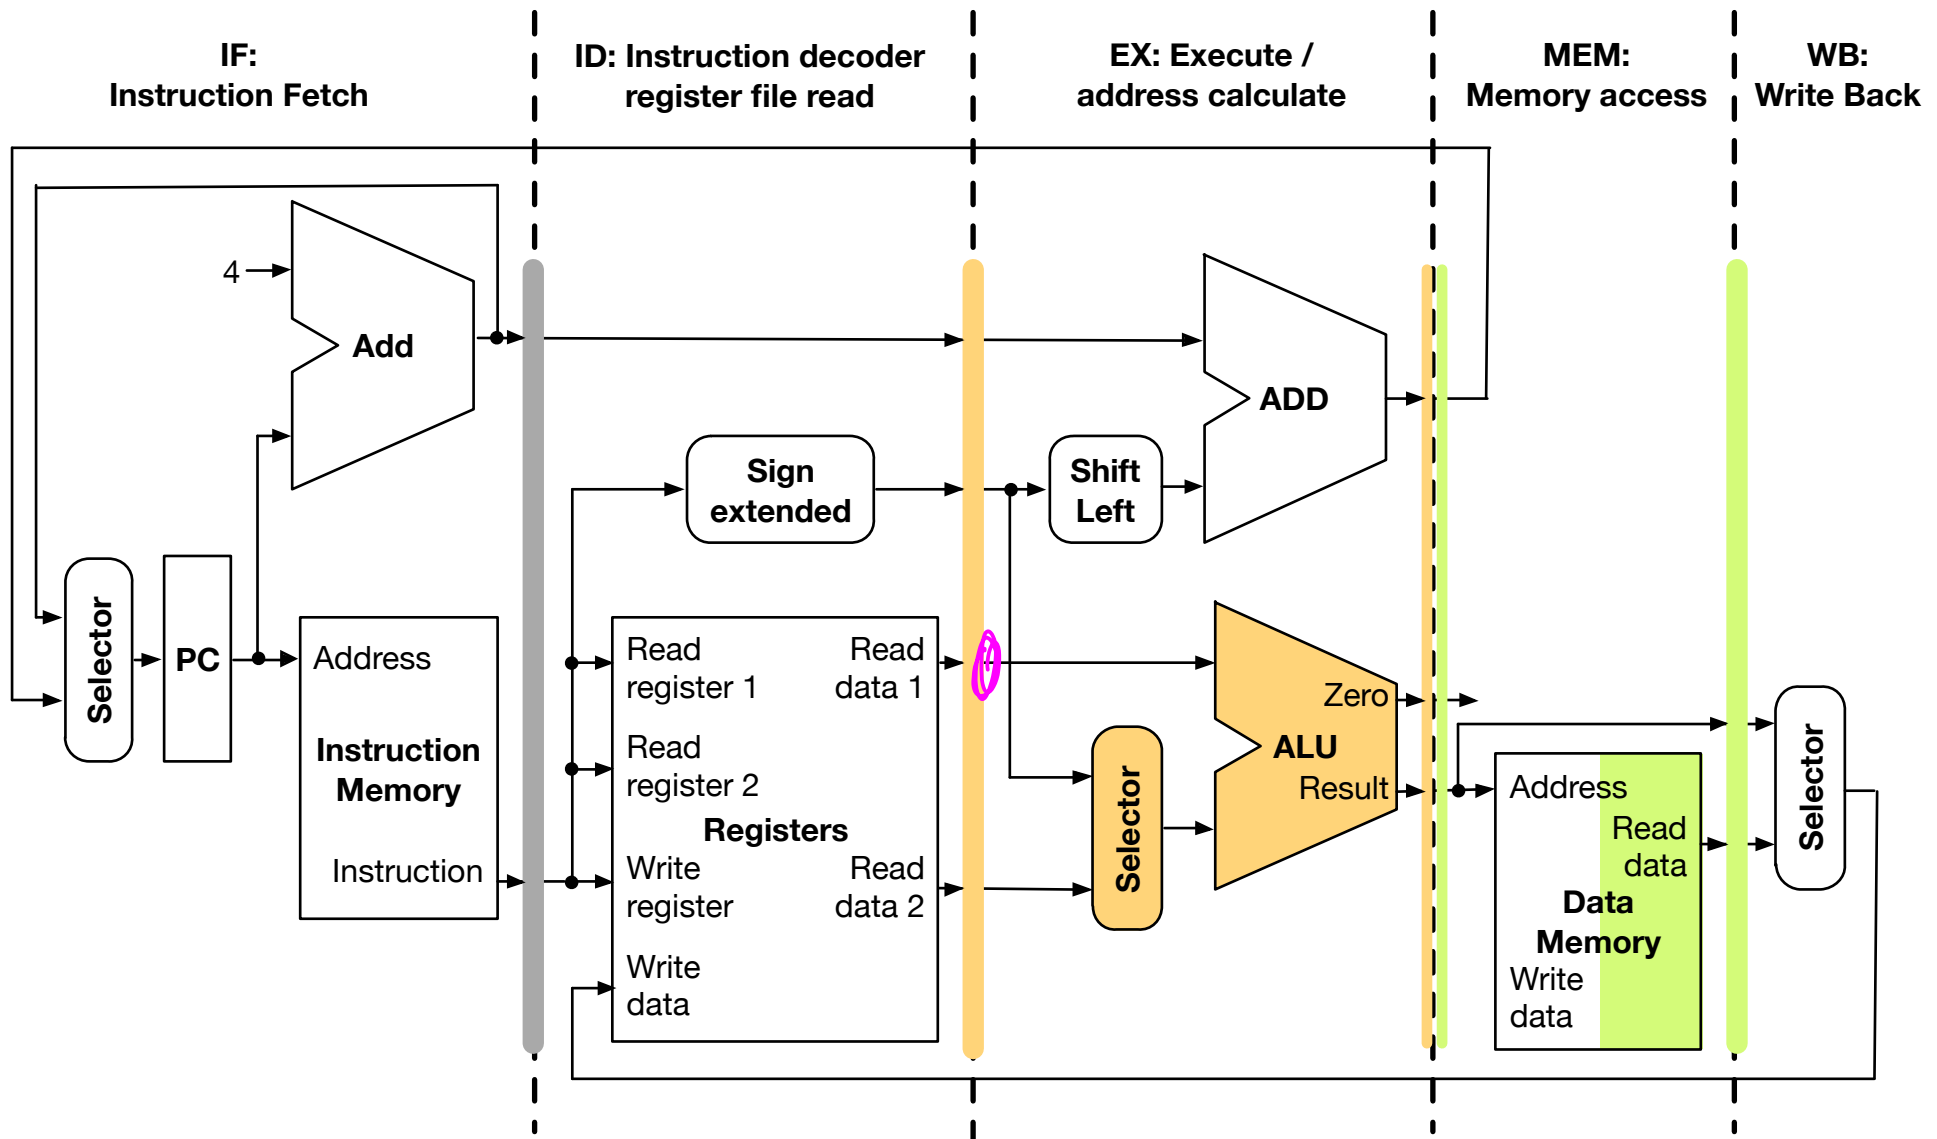 IF:
Instruction Fetch
ID: Instruction decoder
register file read
EX: Execute /
address calculate
MEM:
Memory access
WB:
Write Back
4
Add
ADD
Sign
extended
Shift
Left
Selector
PC
Address
Instruction
Memory
Instruction
Read
register 1
Read
data 1
Read
register 2
Registers
Write
register
Read
data 2
Write
data
Selector
Zero
ALU
Result
Address
Read
data
Data
Memory
Write
data
Selector